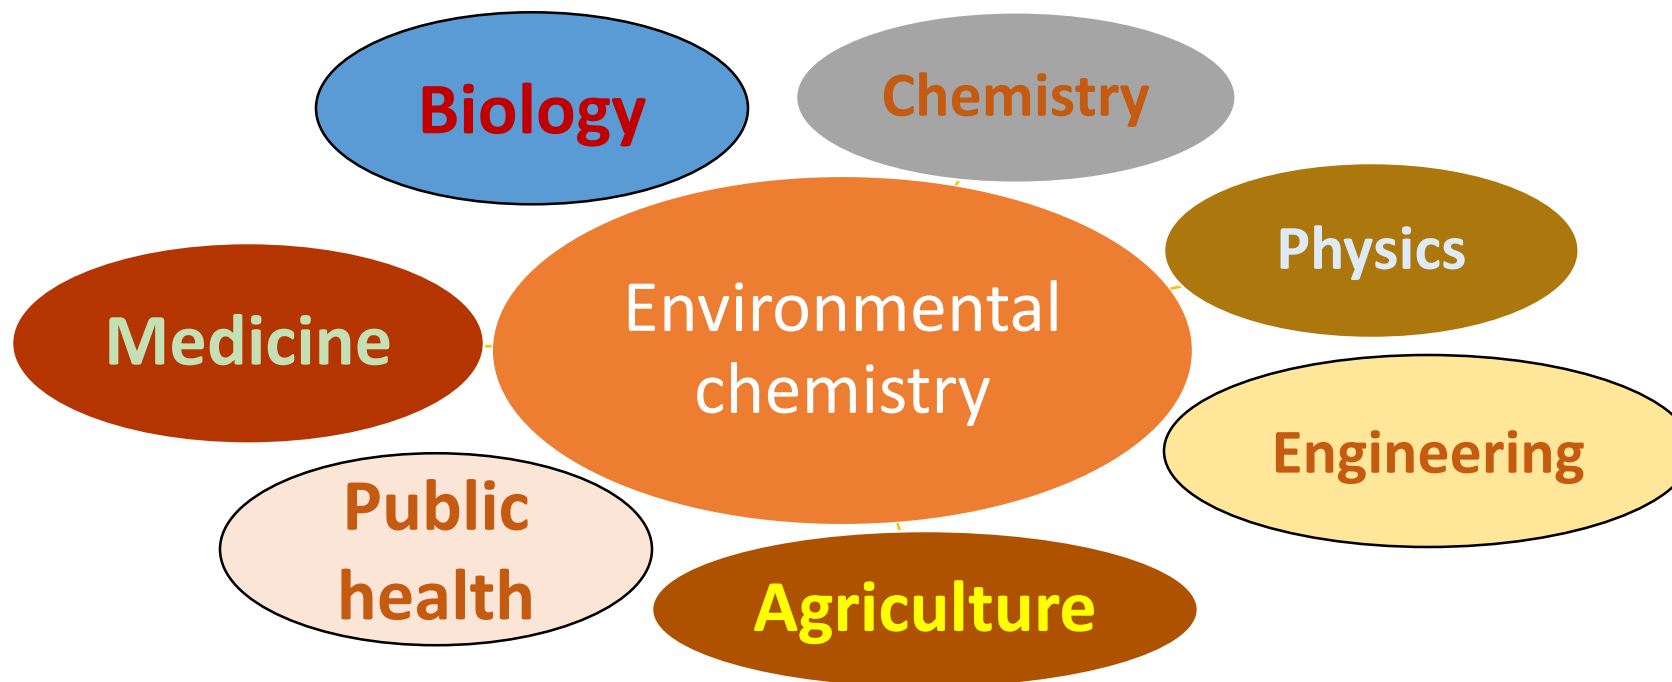 Biology
Chemistry
Physics
Environmental
chemistry
Medicine
Engineering
Public
health
Agriculture